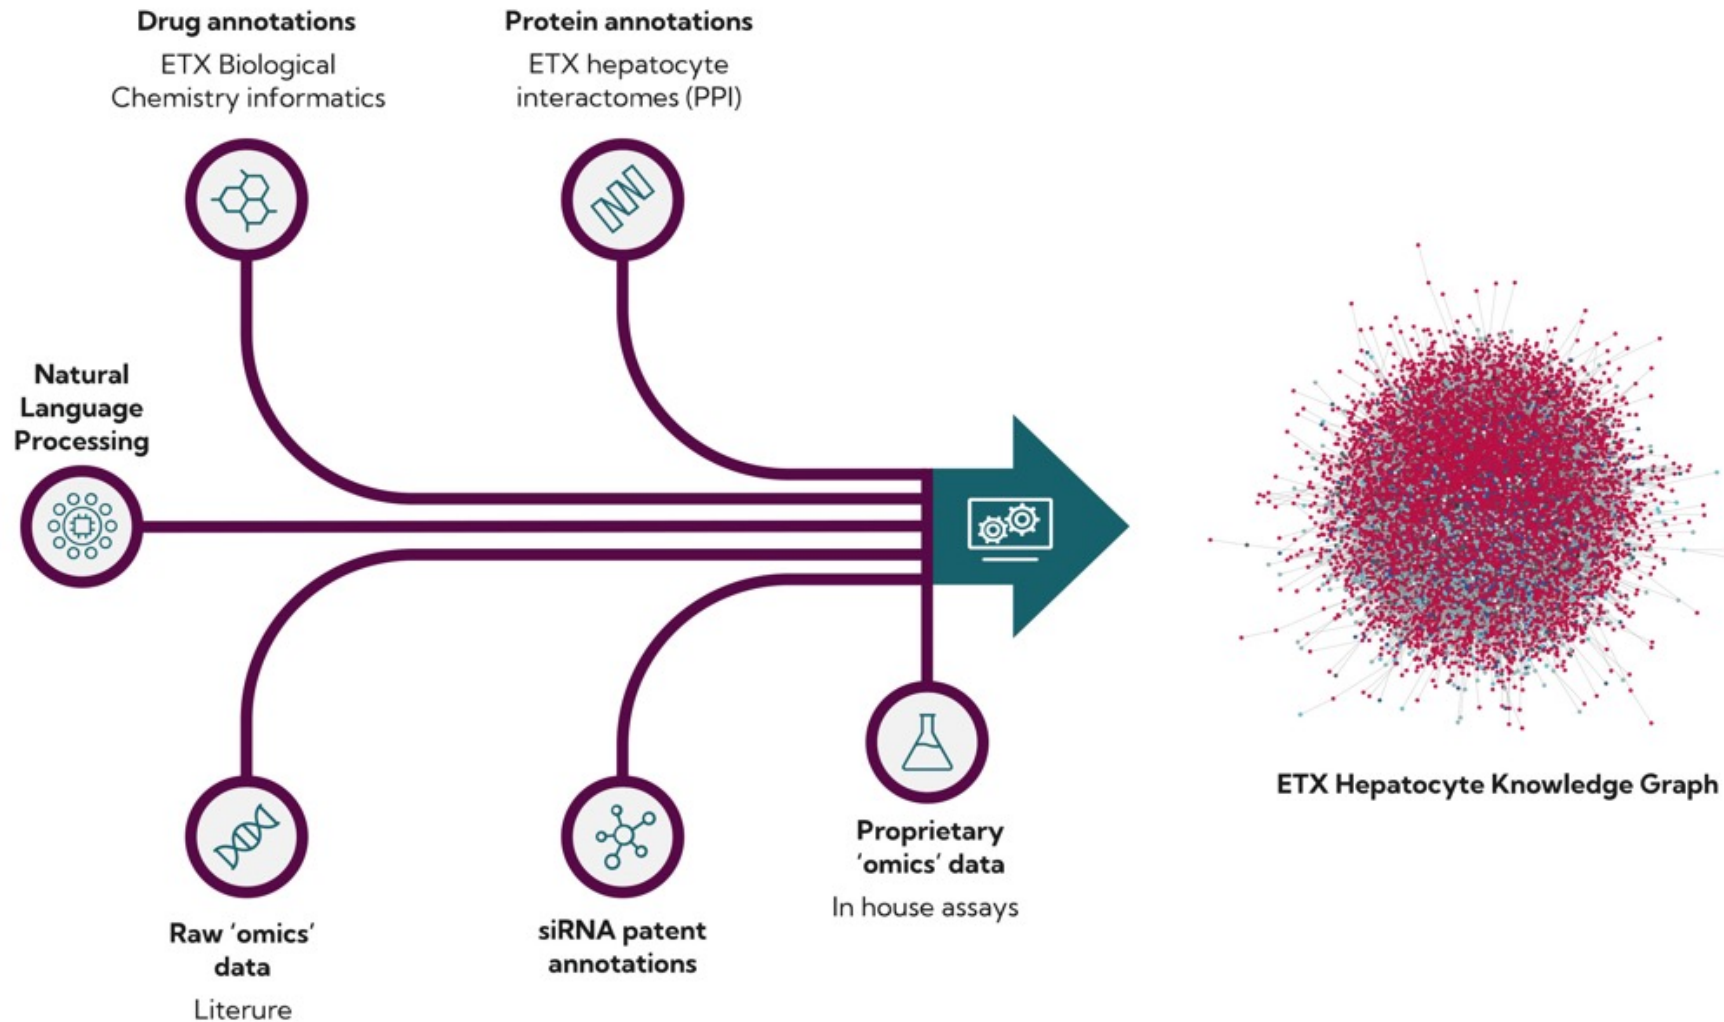 Drug annotations
ETX Biological
Chemistry informatics
Protein annotations
ETX hepatocyte
interactomes (PPI)
Natural
Language
Processing
ETX Hepatocyte Knowledge Graph
Proprietary
‘omics’ data
In house assays
Raw ‘omics’
data
Literure
siRNA patent
annotations